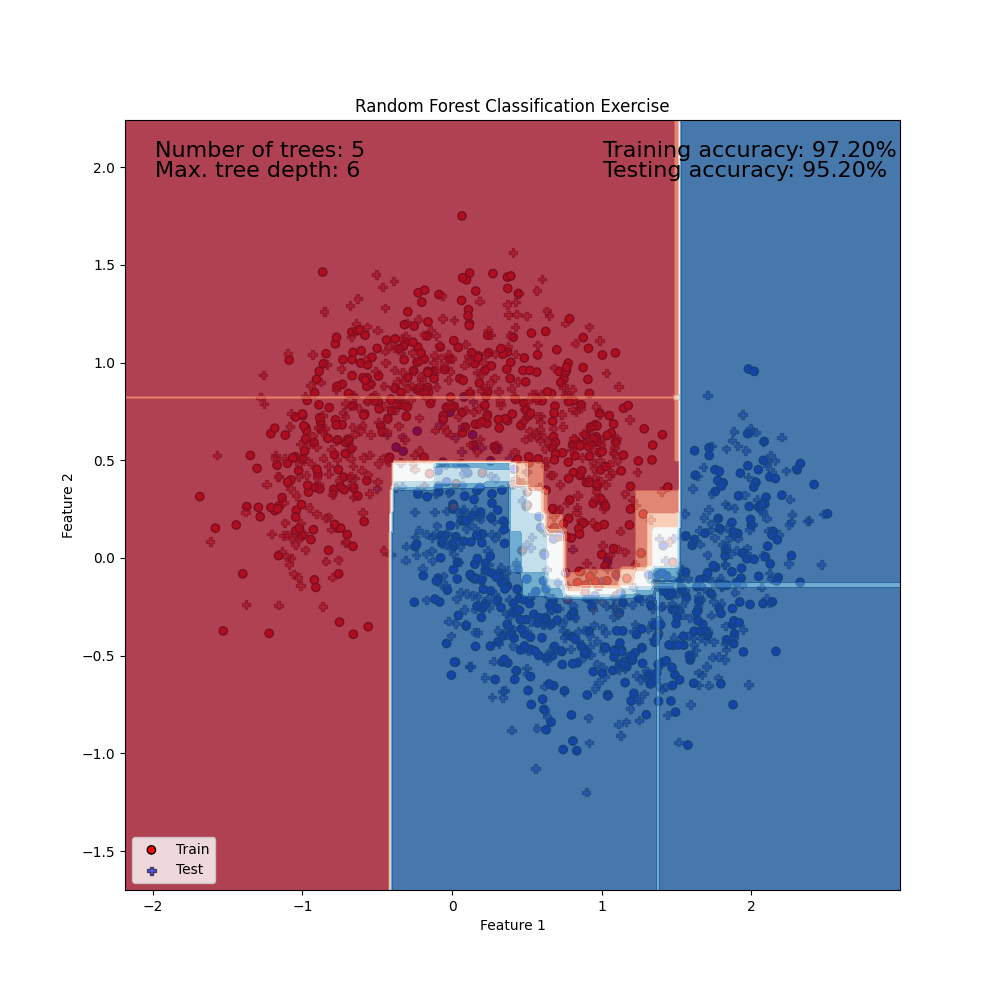 Random Forest Classification Exercise
Number of trees: 5
Max. tree depth: 6
Training accuracy: 97.20%
Testing accuracy: 95.20%
2.0
1.5
1.0
0.5
0.0
−0.5
−1.0
−1.5
Feature 2
Train
Test
−2
−1
0
1
2
Feature 1